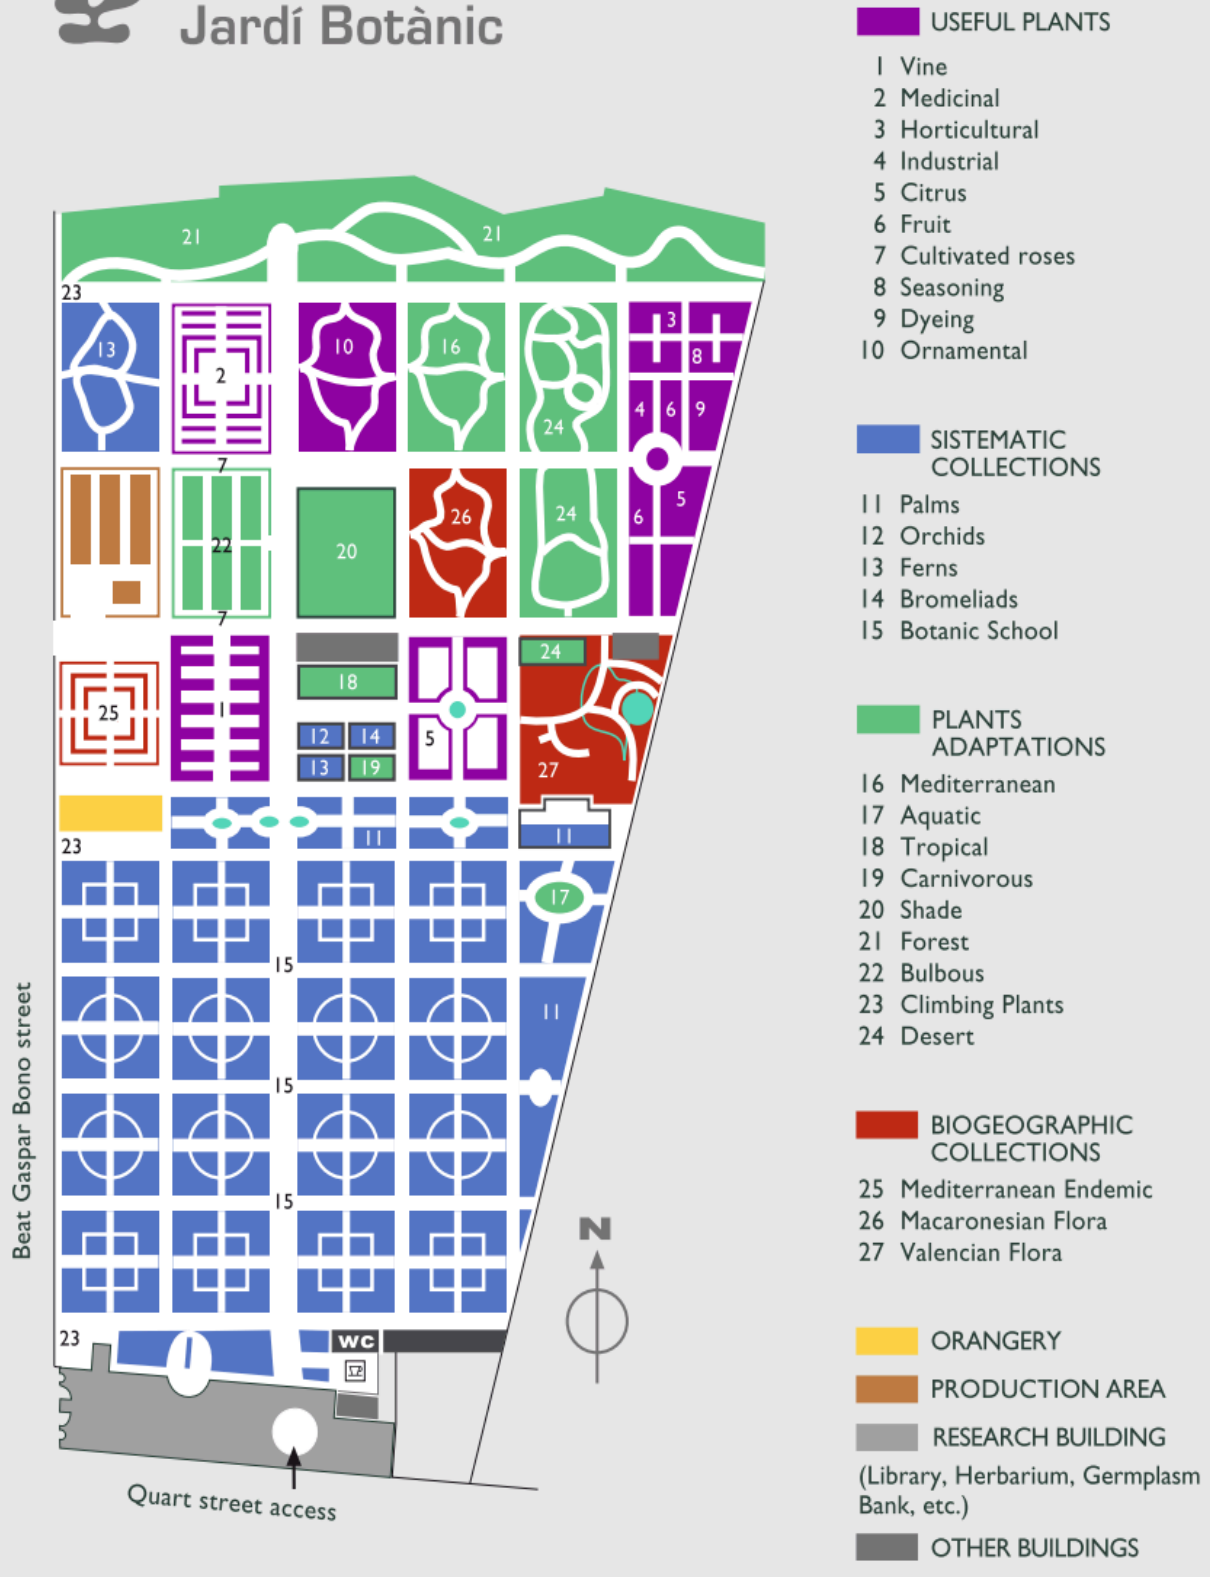 Jardí Botànic
21
21
23
13
2
10
16
24
3
8
4
6
9
7
22
20
26
24
6
5
7
25
1
18
12
14
13
19
5
24
27
23
11
11
17
15
11
15
15
23
WC
Beat Gaspar Bono street
Quart street access
N
USEFUL PLANTS
1 Vine
2 Medicinal
3 Horticultural
4 Industrial
5 Citrus
6 Fruit
7 Cultivated roses
8 Seasoning
9 Dyeing
10 Ornamental
SISTEMATIC
COLLECTIONS
11 Palms
12 Orchids
13 Ferns
14 Bromeliads
15 Botanic School
PLANTS
ADAPTATIONS
16 Mediterranean
17 Aquatic
18 Tropical
19 Carnivorous
20 Shade
21 Forest
22 Bulbous
23 Climbing Plants
24 Desert
BIOGEOGRAPHIC
COLLECTIONS
25 Mediterranean Endemic
26 Macaronesian Flora
27 Valencian Flora
ORANGERY
PRODUCTION AREA
RESEARCH BUILDING
(Library, Herbarium, Germplasm
Bank, etc.)
OTHER BUILDINGS